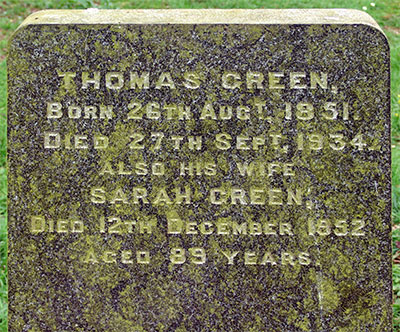 THOMAS GREEN,
BORN 26TH AUGT, 1851.
DIED 27TH SEPT, 1934.
ALSO HIS WIFE
SARAH GREEN,
DIED 12TH DECEMBER 1952
AGED 89 YEARS.